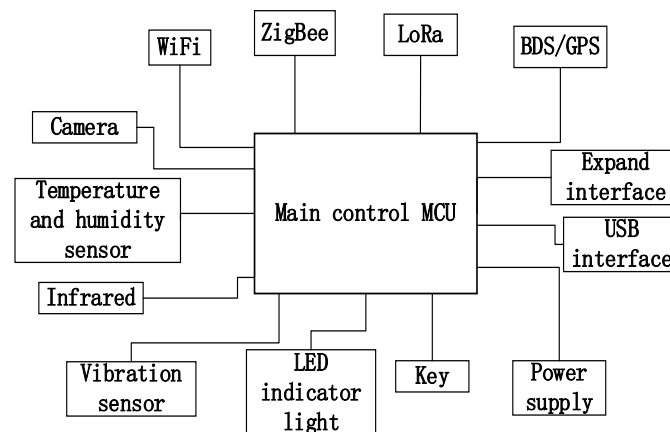 WiFi
ZigBee
LoRa
BDS/GPS
Camera
Temperature
and humidity
sensor
Main control MCU
Expand
interface
USB
interface
Infrared
Vibration
sensor
LED
indicator
light
Key
Power
supply